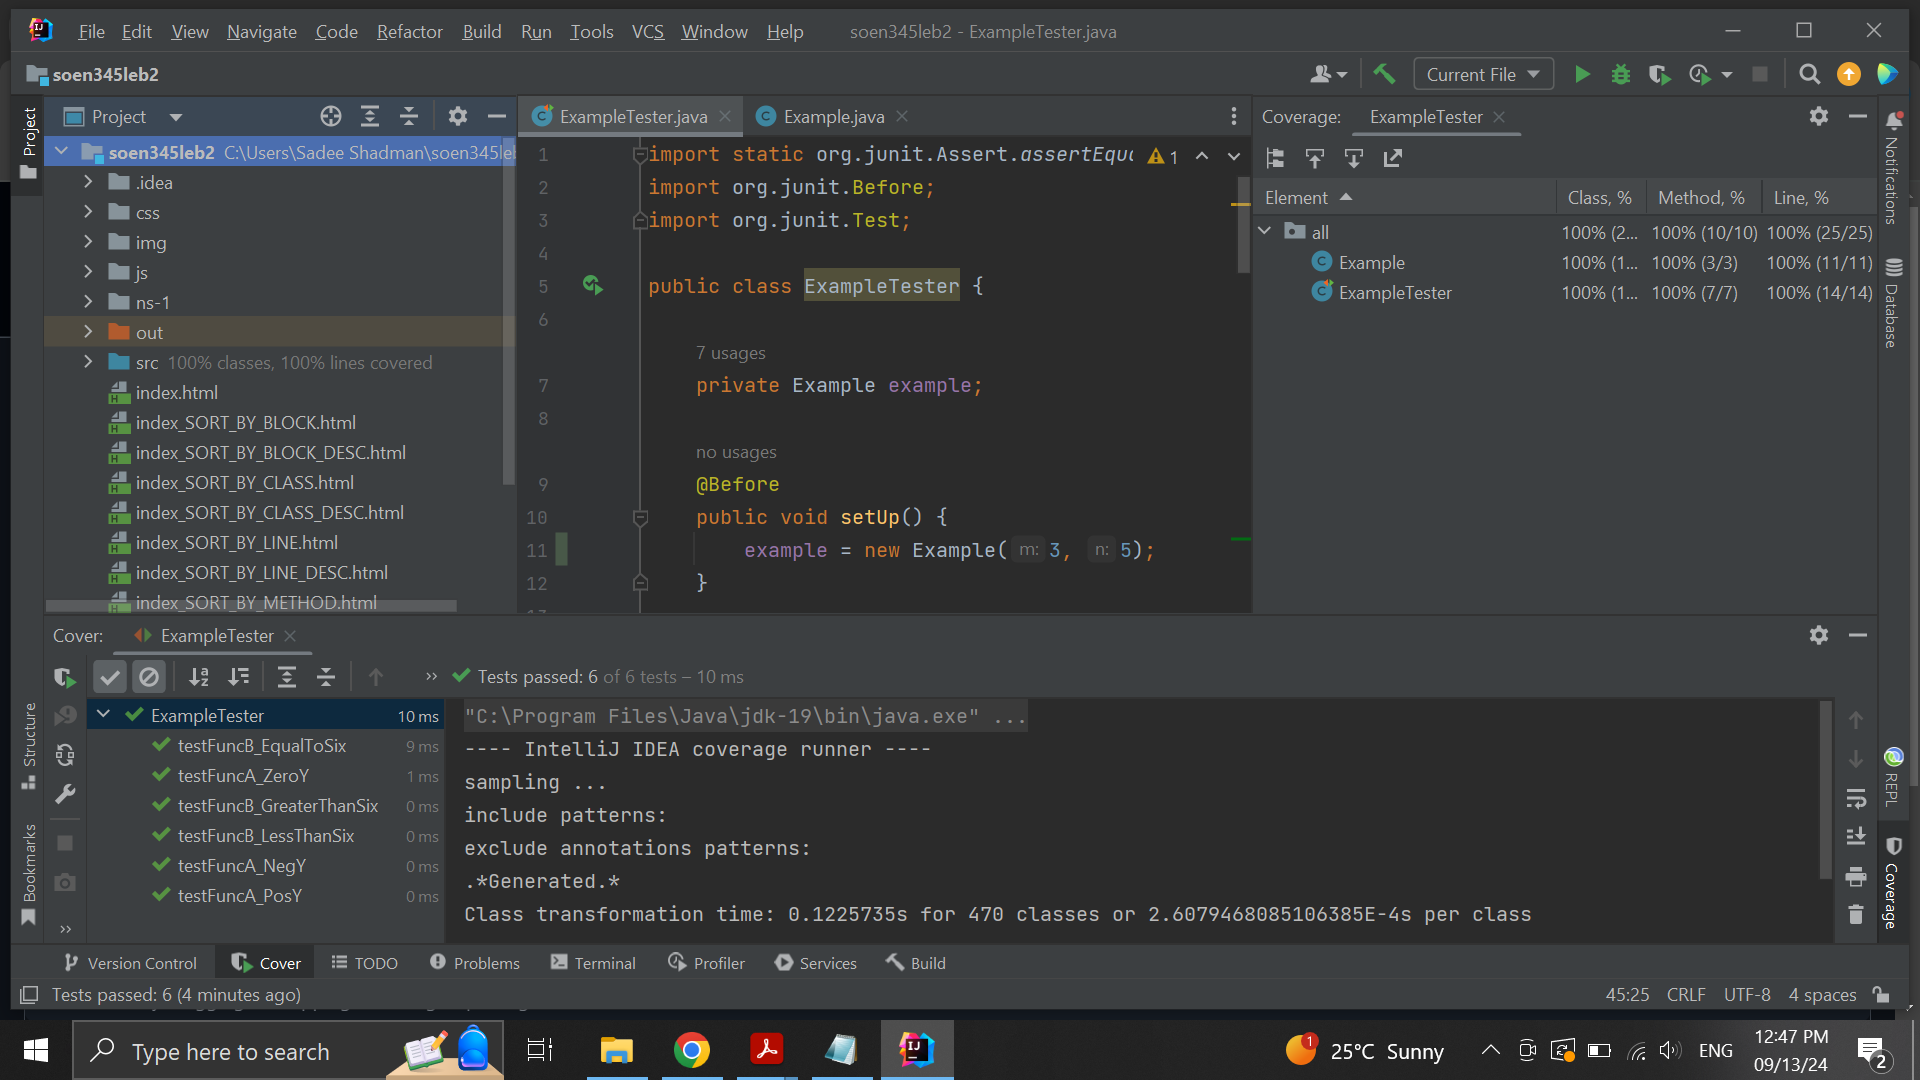 File Edit View Navigate Code Refactor Build Run Tools VCS Window Help soen345leb2 - ExampleTester.java
soen345leb2
Current File
Project
soen345leb2 C:\Users\Sadee Shadman\soen345leb
.idea
css
img
js
ns-1
out
src 100% classes, 100% lines covered
index.html
index_SORT_BY_BLOCK.html
index_SORT_BY_BLOCK_DESC.html
index_SORT_BY_CLASS.html
index_SORT_BY_CLASS_DESC.html
index_SORT_BY_LINE.html
index_SORT_BY_LINE_DESC.html
index_SORT_BY_METHOD.html
Project
Structure
Bookmarks
ExampleTester.java Example.java
1 import static org.junit.Assert.assertEqu 1
2 import org.junit.Before;
3 import org.junit.Test;
4
5 public class ExampleTester {
6
7 usages
7 private Example example;
8
no usages
9 @Before
10 public void setUp() {
11 example = new Example( m: 3, n: 5);
12 }
Coverage: ExampleTester
Element Class, % Method, % Line, %
all 100% (2... 100% (10/10) 100% (25/25)
Example 100% (1... 100% (3/3) 100% (11/11)
ExampleTester 100% (1... 100% (7/7) 100% (14/14)
Notifications
Database
REPL
Coverage
Cover: ExampleTester
Tests passed: 6 of 6 tests – 10 ms
ExampleTester 10 ms
testFuncB_EqualToSix 9 ms
testFuncA_ZeroY 1 ms
testFuncB_GreaterThanSix 0 ms
testFuncB_LessThanSix 0 ms
testFuncA_NegY 0 ms
testFuncA_PosY 0 ms
"C:\Program Files\Java\jdk-19\bin\java.exe" ...
---- IntelliJ IDEA coverage runner ----
sampling ...
include patterns:
exclude annotations patterns:
.*Generated.*
Class transformation time: 0.1225735s for 470 classes or 2.6079468085106385E-4s per class
Version Control Cover TODO Problems Terminal Profiler Services Build
Tests passed: 6 (4 minutes ago) 45:25 CRLF UTF-8 4 spaces
Type here to search
1 25°C Sunny ENG 12:47 PM
09/13/24 2